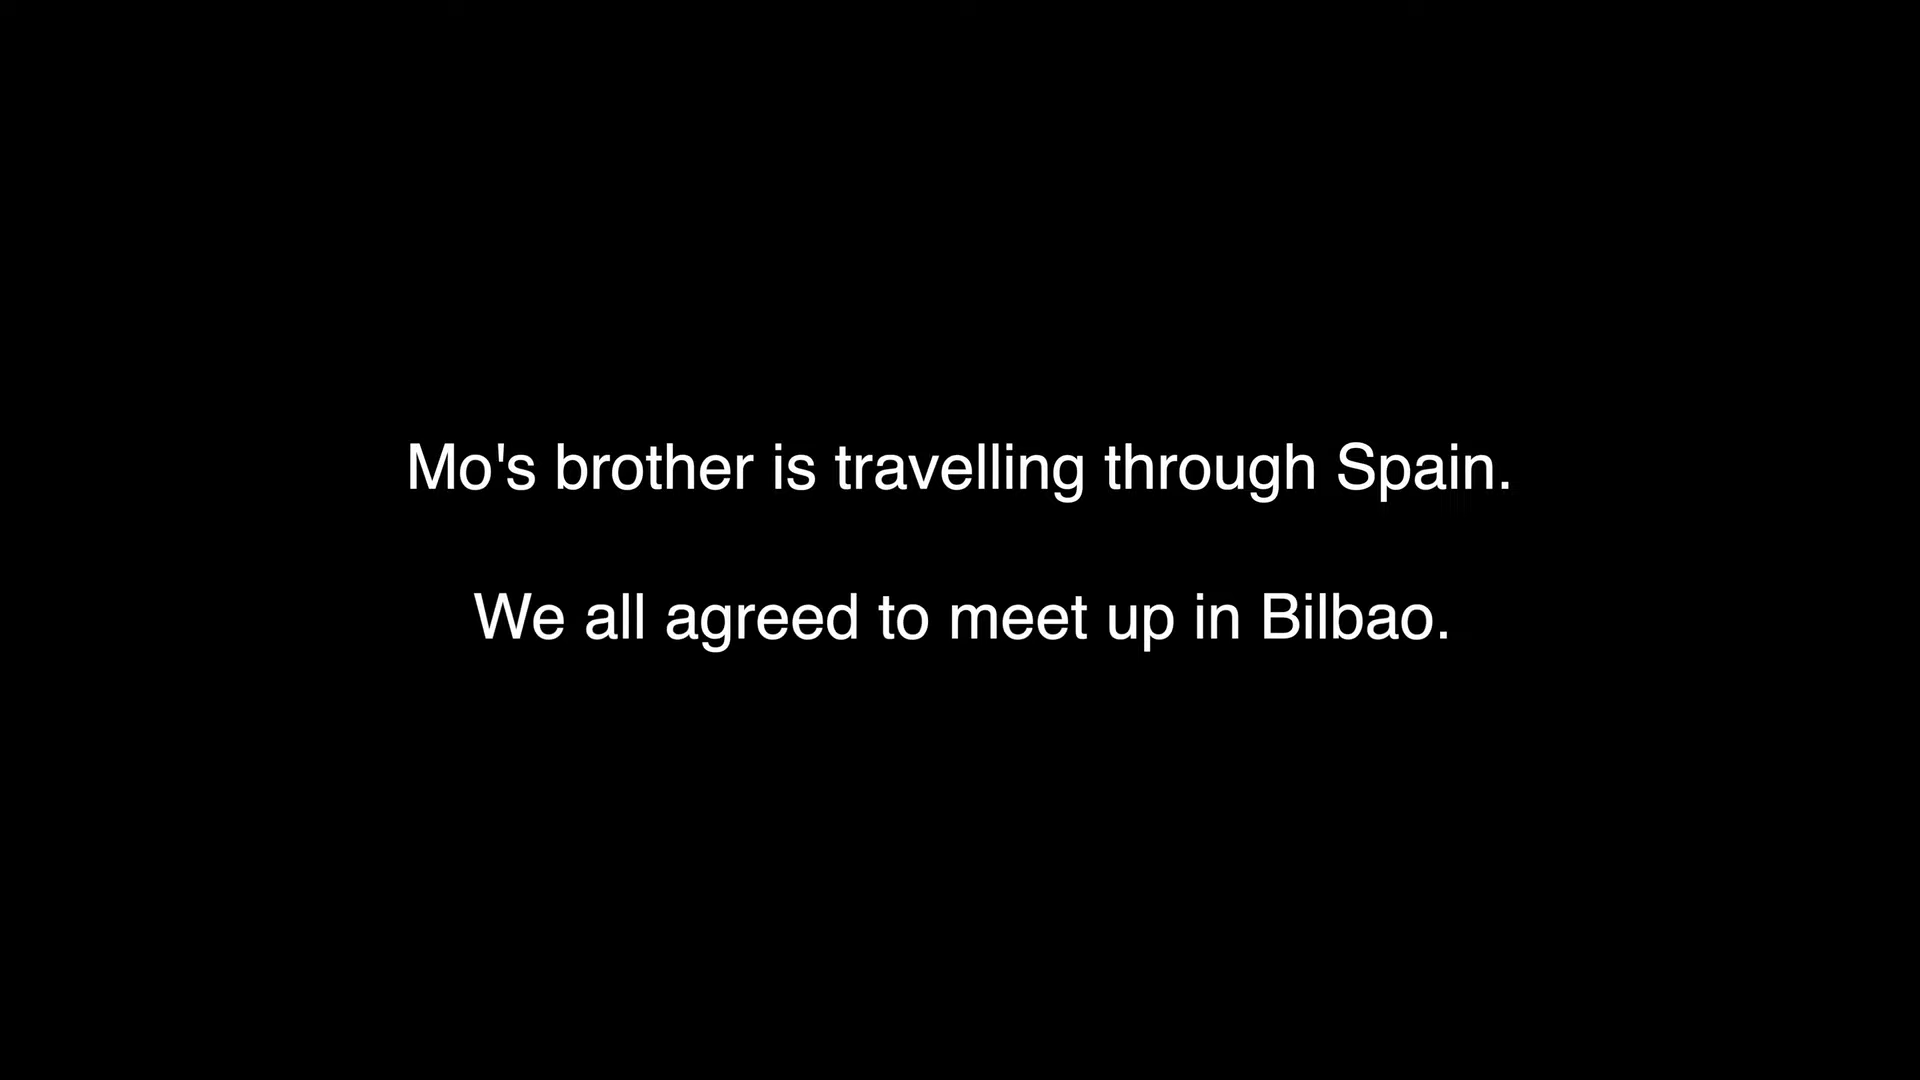 Mo's brother is travelling through Spain.
We all agreed to meet up in Bilbao.